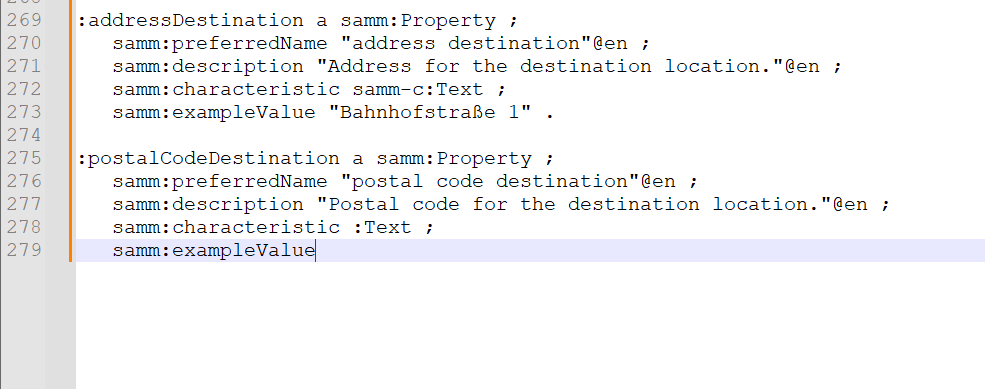 269 :addressDestination a samm:Property ;
270 samm:preferredName "address destination"@en ;
271 samm:description "Address for the destination location."@en ;
272 samm:characteristic samm-c:Text ;
273 samm:exampleValue "Bahnhofstraße 1" .
274
275 :postalCodeDestination a samm:Property ;
276 samm:preferredName "postal code destination"@en ;
277 samm:description "Postal code for the destination location."@en ;
278 samm:characteristic :Text ;
279 samm:exampleValue